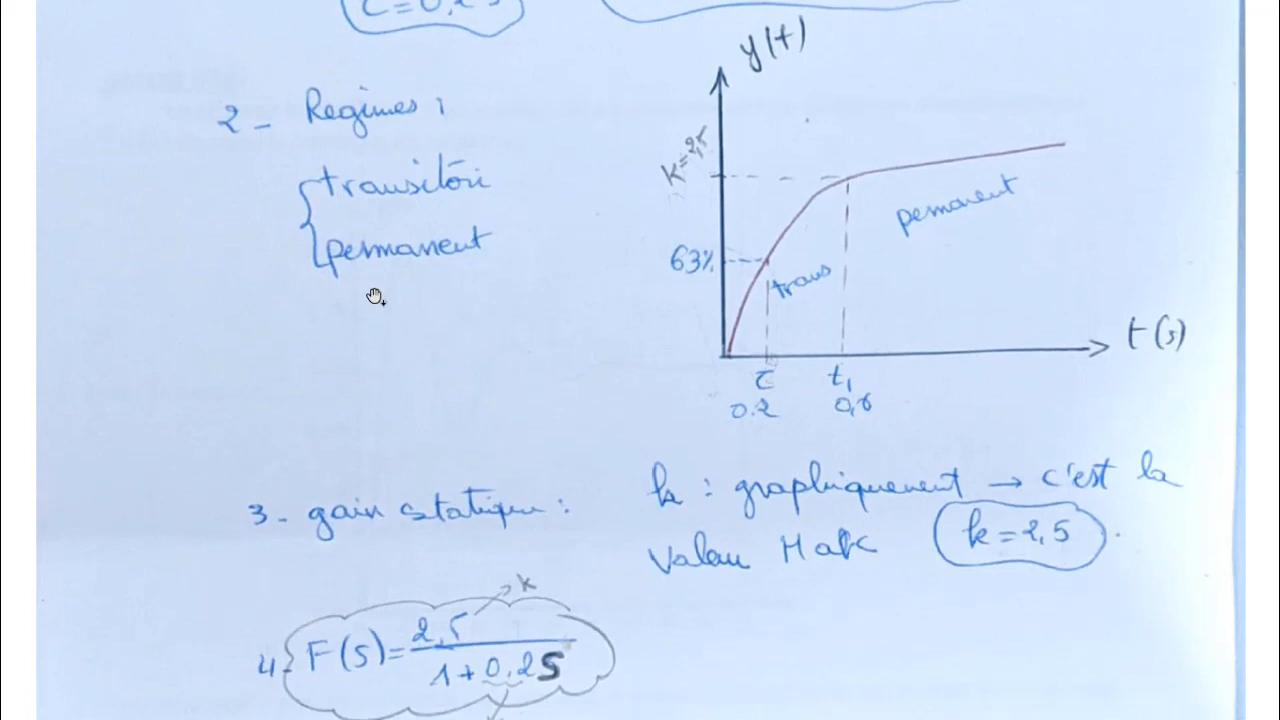 2 - Regimes :
transitori
permanent
y(t)
k=2,5
63%
trans
permanent
t(s)
τ
t₁
0.2
0,6
3 - gain statique :
k : graphiquement → c'est la
valeur Max
k=2,5
k
4- F(s)=2,5/1+0,2S